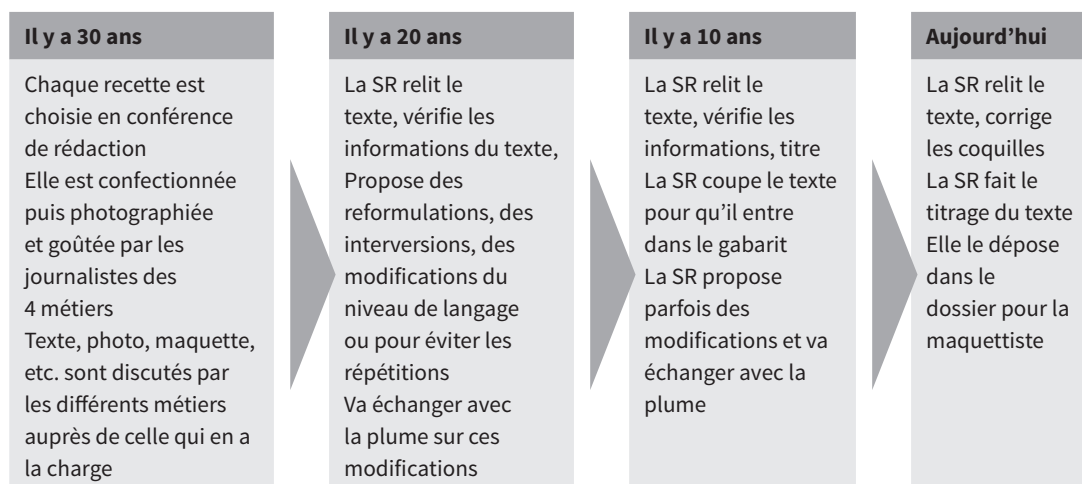 Il y a 30 ans
Chaque recette est
choisie en conférence
de rédaction
Elle est confectionnée
puis photographiée
et goûtée par les
journalistes des
4 métiers
Texte, photo, maquette,
etc. sont discutés par
les différents métiers
auprès de celle qui en a
la charge
Il y a 20 ans
La SR relit le
texte, vérifie les
informations du texte,
Propose des
reformulations, des
interversions, des
modifications du
niveau de langage
ou pour éviter les
répétitions
Va échanger avec
la plume sur ces
modifications
Il y a 10 ans
La SR relit le
texte, vérifie les
informations, titre
La SR coupe le texte
pour qu’il entre
dans le gabarit
La SR propose
parfois des
modifications et va
échanger avec la
plume
Aujourd’hui
La SR relit le
texte, corrige
les coquilles
La SR fait le
titrage du texte
Elle le dépose
dans le
dossier pour la
maquettiste